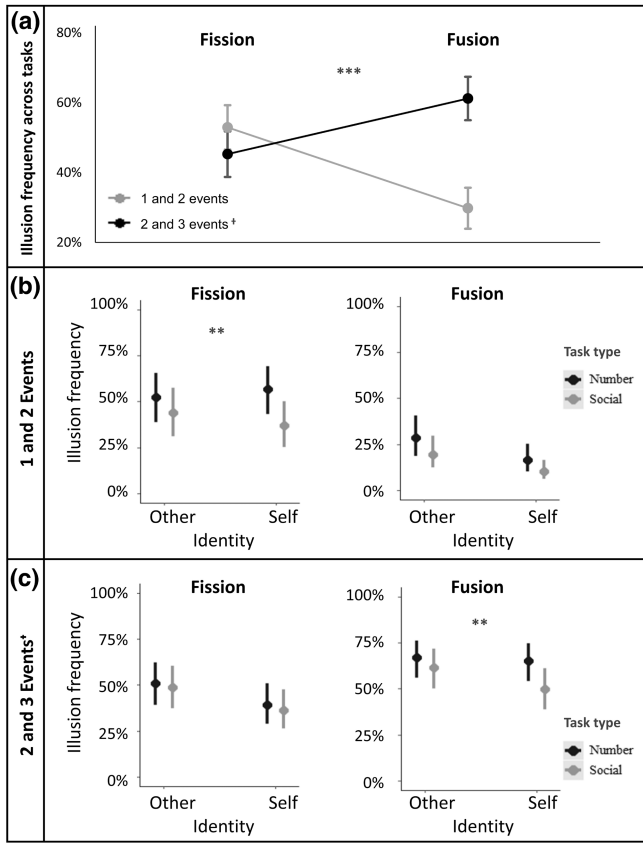 (a)
Illusion frequency across tasks
80%
60%
40%
20%
Fission
Fusion
***
1 and 2 events
2 and 3 events ‡
(b)
1 and 2 Events
Fission
Illusion frequency
100%
75%
50%
25%
0%
**
Other
Self
Identity
Fusion
100%
75%
50%
25%
0%
Other
Self
Identity
Task type
Number
Social
(c)
2 and 3 Events⁺
Fission
Illusion frequency
100%
75%
50%
25%
0%
Other
Self
Identity
Fusion
100%
75%
50%
25%
0%
**
Other
Self
Identity
Task type
Number
Social